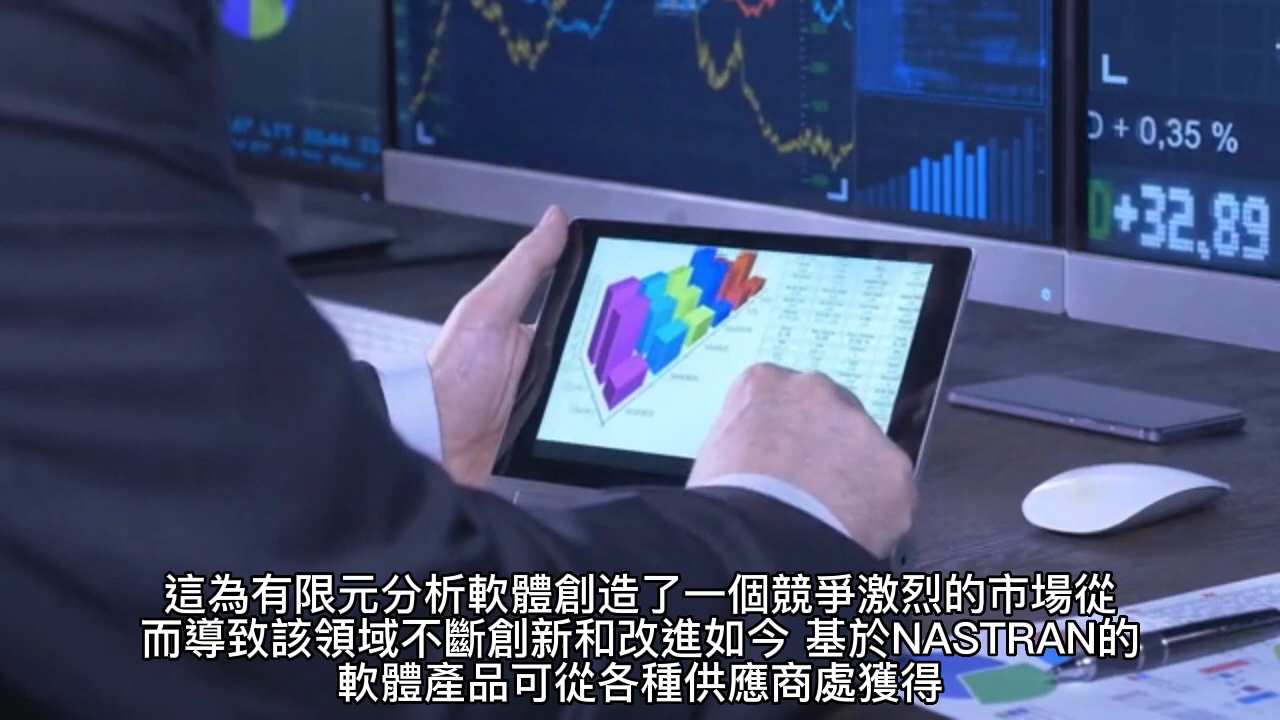 D + 0,35 %
0+32,89
這為有限元分析軟體創造了一個競爭激烈的市場從
而導致該領域不斷創新和改進如今 基於NASTRAN的
軟體產品可從各種供應商處獲得